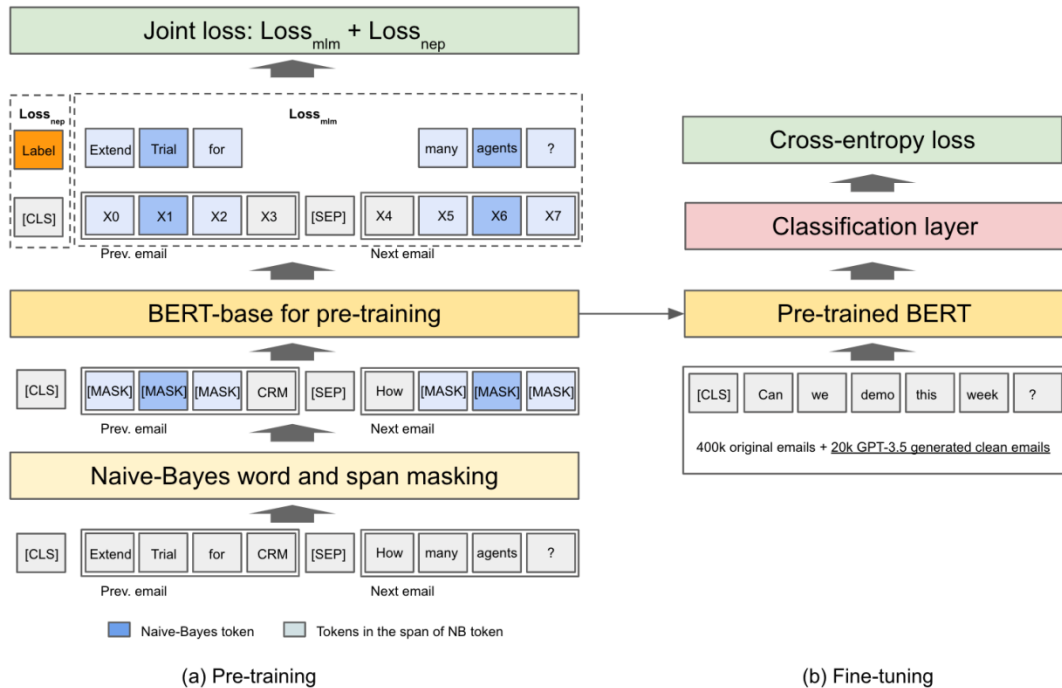 Joint loss: Loss_mlm + Loss_nep
Loss_nep
Loss_mlm
Label Extend Trial for many agents ?
[CLS] X0 X1 X2 X3 [SEP] X4 X5 X6 X7
Prev. email Next email
BERT-base for pre-training
[CLS] [MASK] [MASK] [MASK] CRM [SEP] How [MASK] [MASK] [MASK]
Prev. email Next email
Naive-Bayes word and span masking
[CLS] Extend Trial for CRM [SEP] How many agents ?
Prev. email Next email
Naive-Bayes token Tokens in the span of NB token
(a) Pre-training
Cross-entropy loss
Classification layer
Pre-trained BERT
[CLS] Can we demo this week ?
400k original emails + 20k GPT-3.5 generated clean emails
(b) Fine-tuning